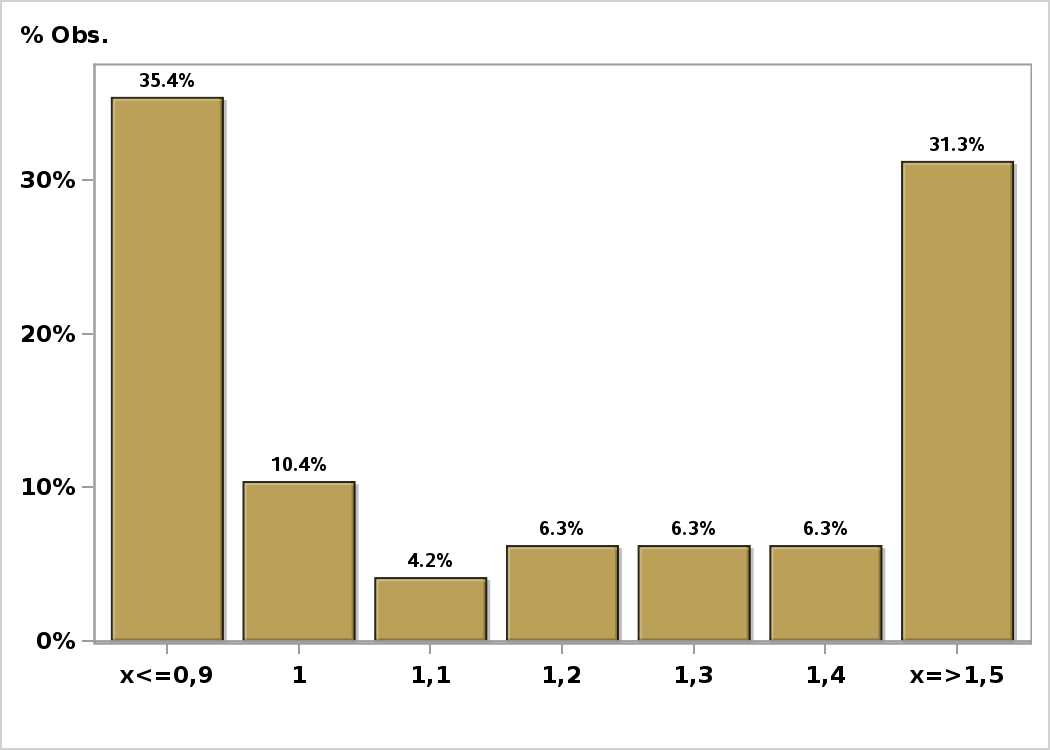 % Obs.
35.4%
31.3%
30%
20%
10.4%
10%
6.3% 6.3% 6.3%
4.2%
0%
x<=0,9 1 1,1 1,2 1,3 1,4 x=>1,5